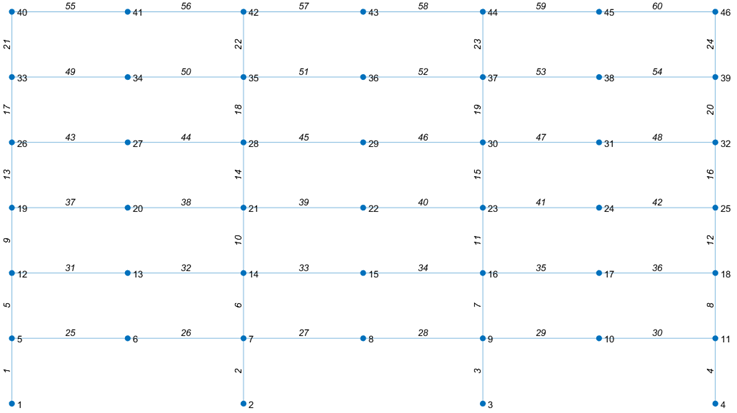 55 56 57 58 59 60
40 41 42 43 44 45 46
21 22 23 24
49 50 51 52 53 54
33 34 35 36 37 38 39
17 18 19 20
43 44 45 46 47 48
26 27 28 29 30 31 32
13 14 15 16
37 38 39 40 41 42
19 20 21 22 23 24 25
9 10 11 12
31 32 33 34 35 36
12 13 14 15 16 17 18
5 6 7 8
25 26 27 28 29 30
5 6 7 8 9 10 11
1 2 3 4
1 2 3 4